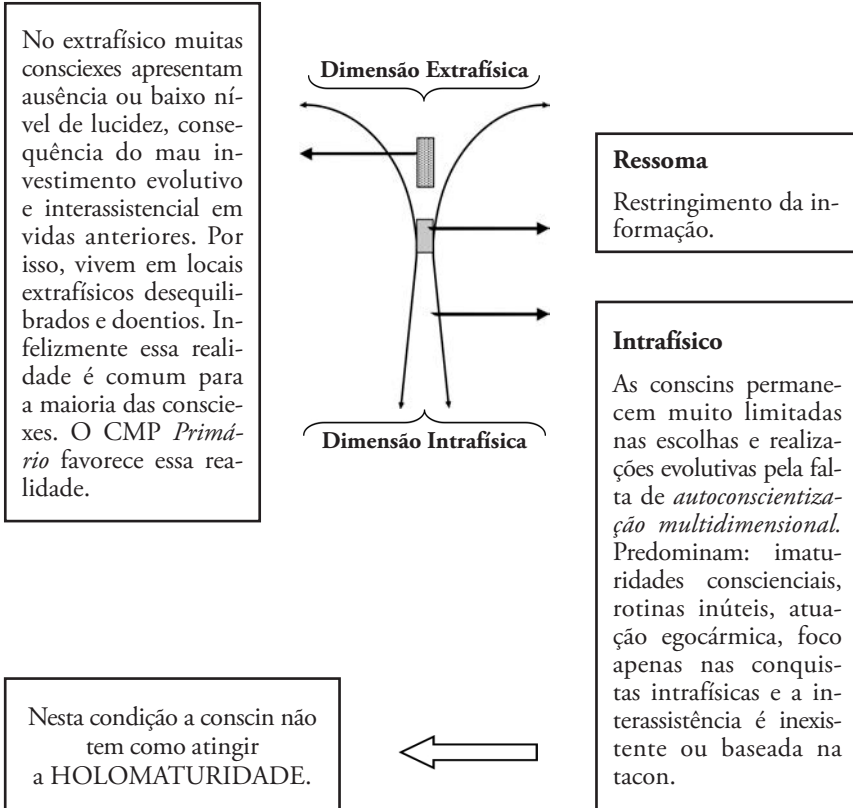 No extrafísico muitas
consciexes apresentam
ausência ou baixo ní-
vel de lucidez, conse-
quência do mau in-
vestimento evolutivo
e interassistencial em
vidas anteriores. Por
isso, vivem em locais
extrafísicos desequili-
brados e doentios. In-
felizmente essa reali-
dade é comum para
a maioria das conscie-
xes. O CMP Primá-
rio favorece essa rea-
lidade.
Dimensão Extrafísica
Dimensão Intrafísica
Ressoma
Restringimento da in-
formação.
Intrafísico
As conscins permane-
cem muito limitadas
nas escolhas e realiza-
ções evolutivas pela fal-
ta de autoconscientiza-
ção multidimensional.
Predominam: imatu-
ridades conscienciais,
rotinas inúteis, atua-
ção egocármica, foco
apenas nas conquis-
tas intrafísicas e a in-
terassistência é inexis-
tente ou baseada na
tacon.
Nesta condição a conscin não
tem como atingir
a HOLOMATURIDADE.